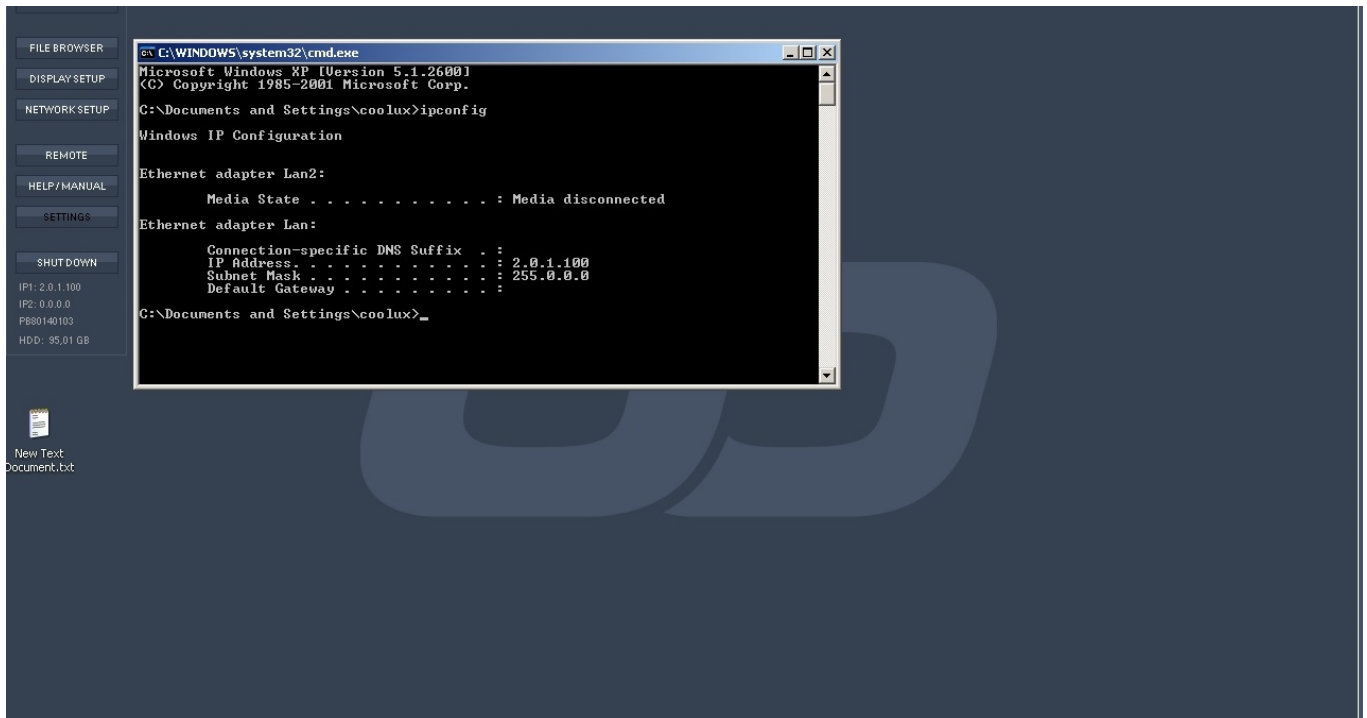 FILE BROWSER
DISPLAY SETUP
NETWORK SETUP
REMOTE
HELP / MANUAL
SETTINGS
SHUT DOWN
IP1: 2.0.1.100
IP2: 0.0.0.0
PB80140103
HDD: 95,01 GB
C:\WINDOWS\system32\cmd.exe
Microsoft Windows XP [Version 5.1.2600]
(C) Copyright 1985-2001 Microsoft Corp.
C:\Documents and Settings\coolux>ipconfig
Windows IP Configuration
Ethernet adapter Lan2:
Media State . . . . . . . . . . . : Media disconnected
Ethernet adapter Lan:
Connection-specific DNS Suffix  . :
IP Address. . . . . . . . . . . . : 2.0.1.100
Subnet Mask . . . . . . . . . . . : 255.0.0.0
Default Gateway . . . . . . . . . :
C:\Documents and Settings\coolux>_
New Text
Document.txt